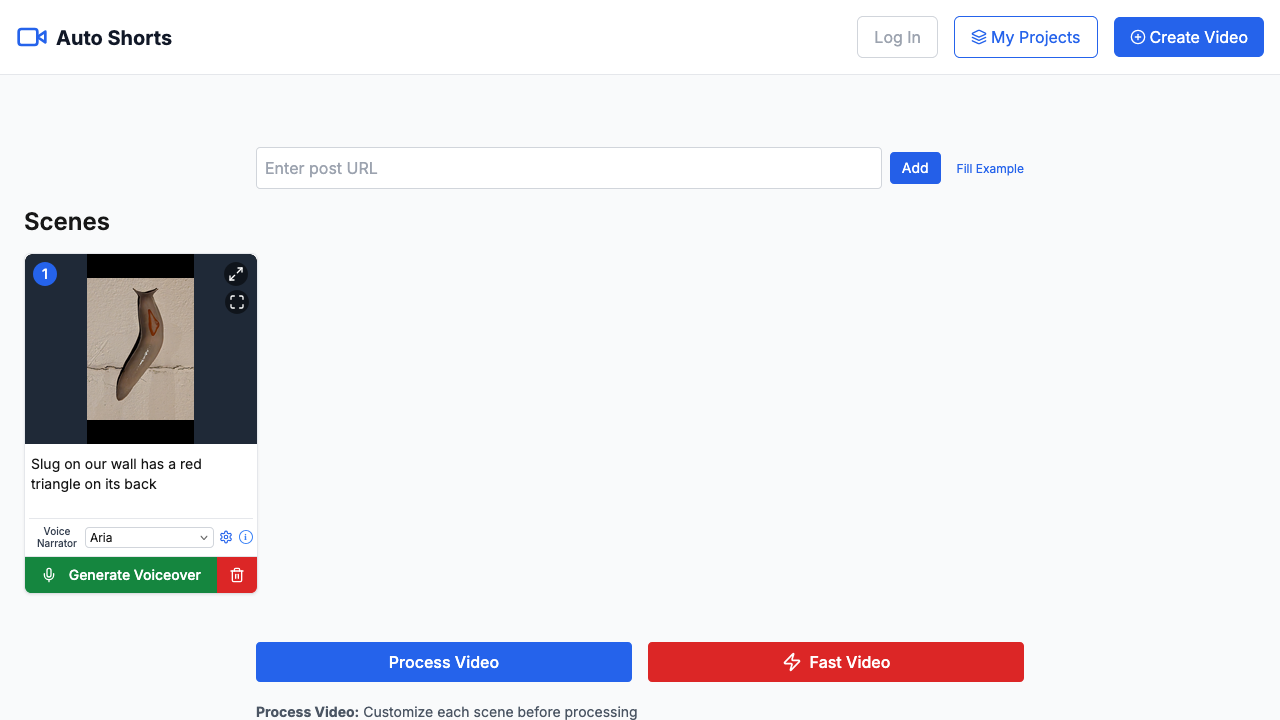 Auto Shorts
Log In
My Projects
Create Video
Enter post URL
Add
Fill Example
Scenes
1
Slug on our wall has a red
triangle on its back
Voice
Narrator
Aria
Generate Voiceover
Process Video
Fast Video
Process Video: Customize each scene before processing